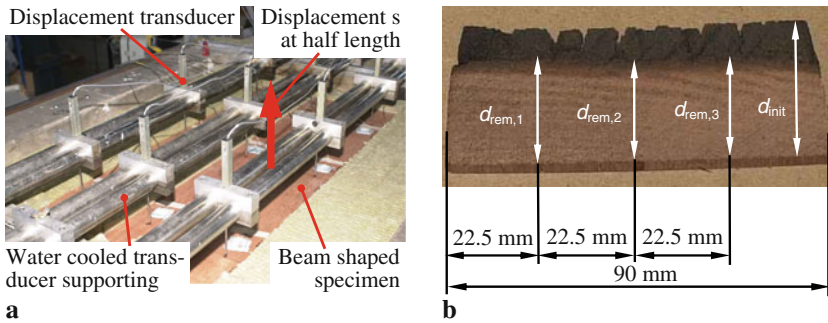 Displacement transducer
Displacement s
at half length
Water cooled trans-
ducer supporting
Beam shaped
specimen
a
d_rem,1
d_rem,2
d_rem,3
d_init
22.5 mm
22.5 mm
22.5 mm
90 mm
b